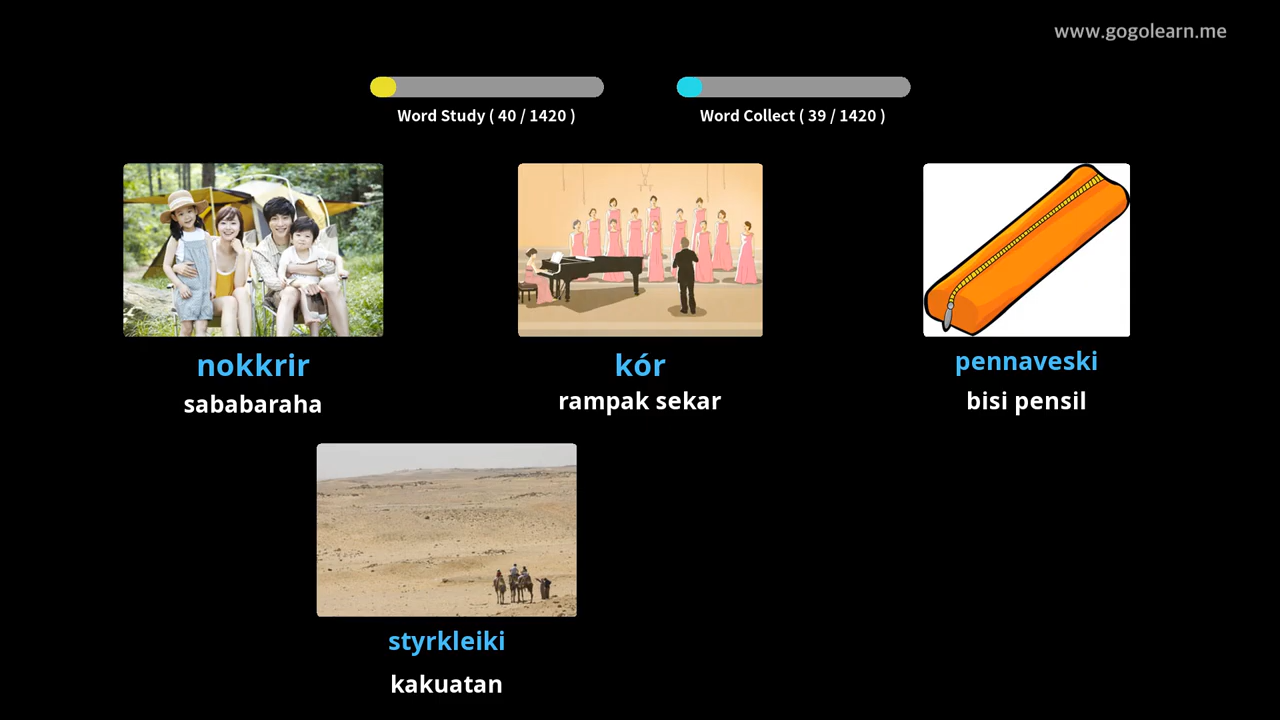 www.gogolearn.me
Word Study ( 40 / 1420 )
Word Collect ( 39 / 1420 )
nokkrir
sababaraha
kór
rampak sekar
pennaveski
bisi pensil
styrkleiki
kakuatan